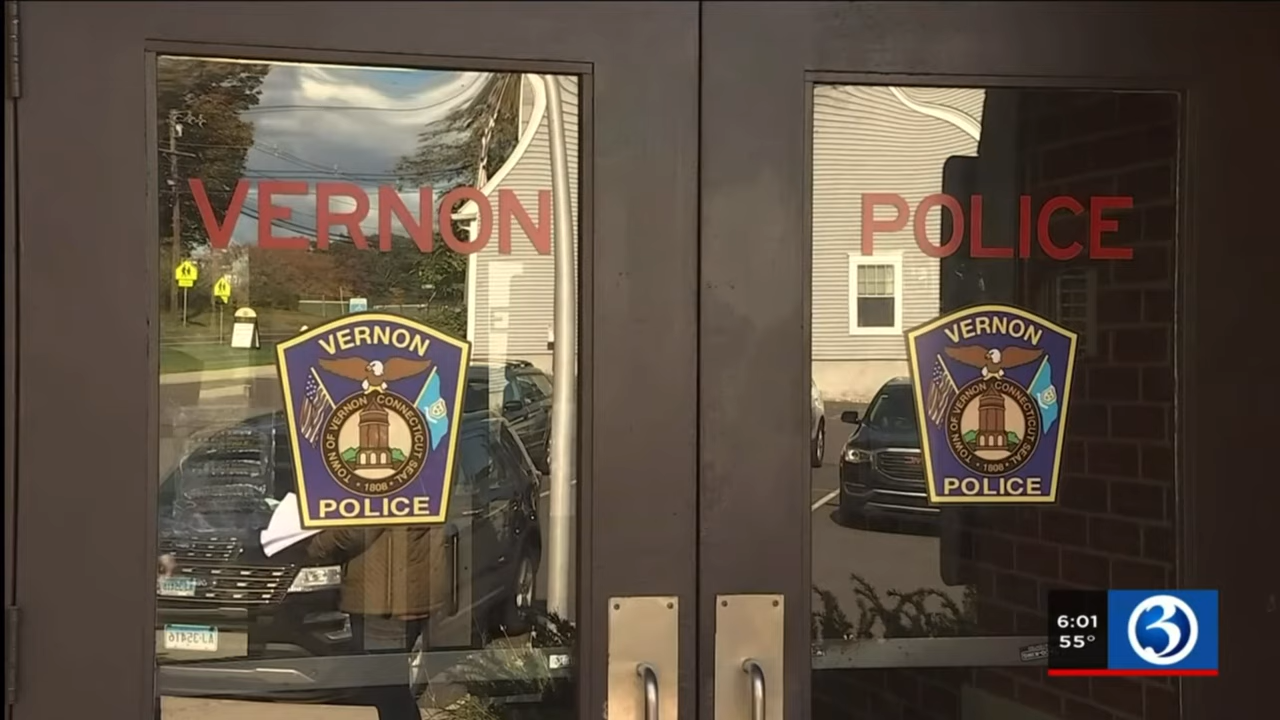 VERNON POLICE
VERNON
TOWN OF VERNON CONNECTICUT SEAL
• 1808 •
POLICE
VERNON
TOWN OF VERNON CONNECTICUT SEAL
• 1808 •
POLICE
6:01
55°
3